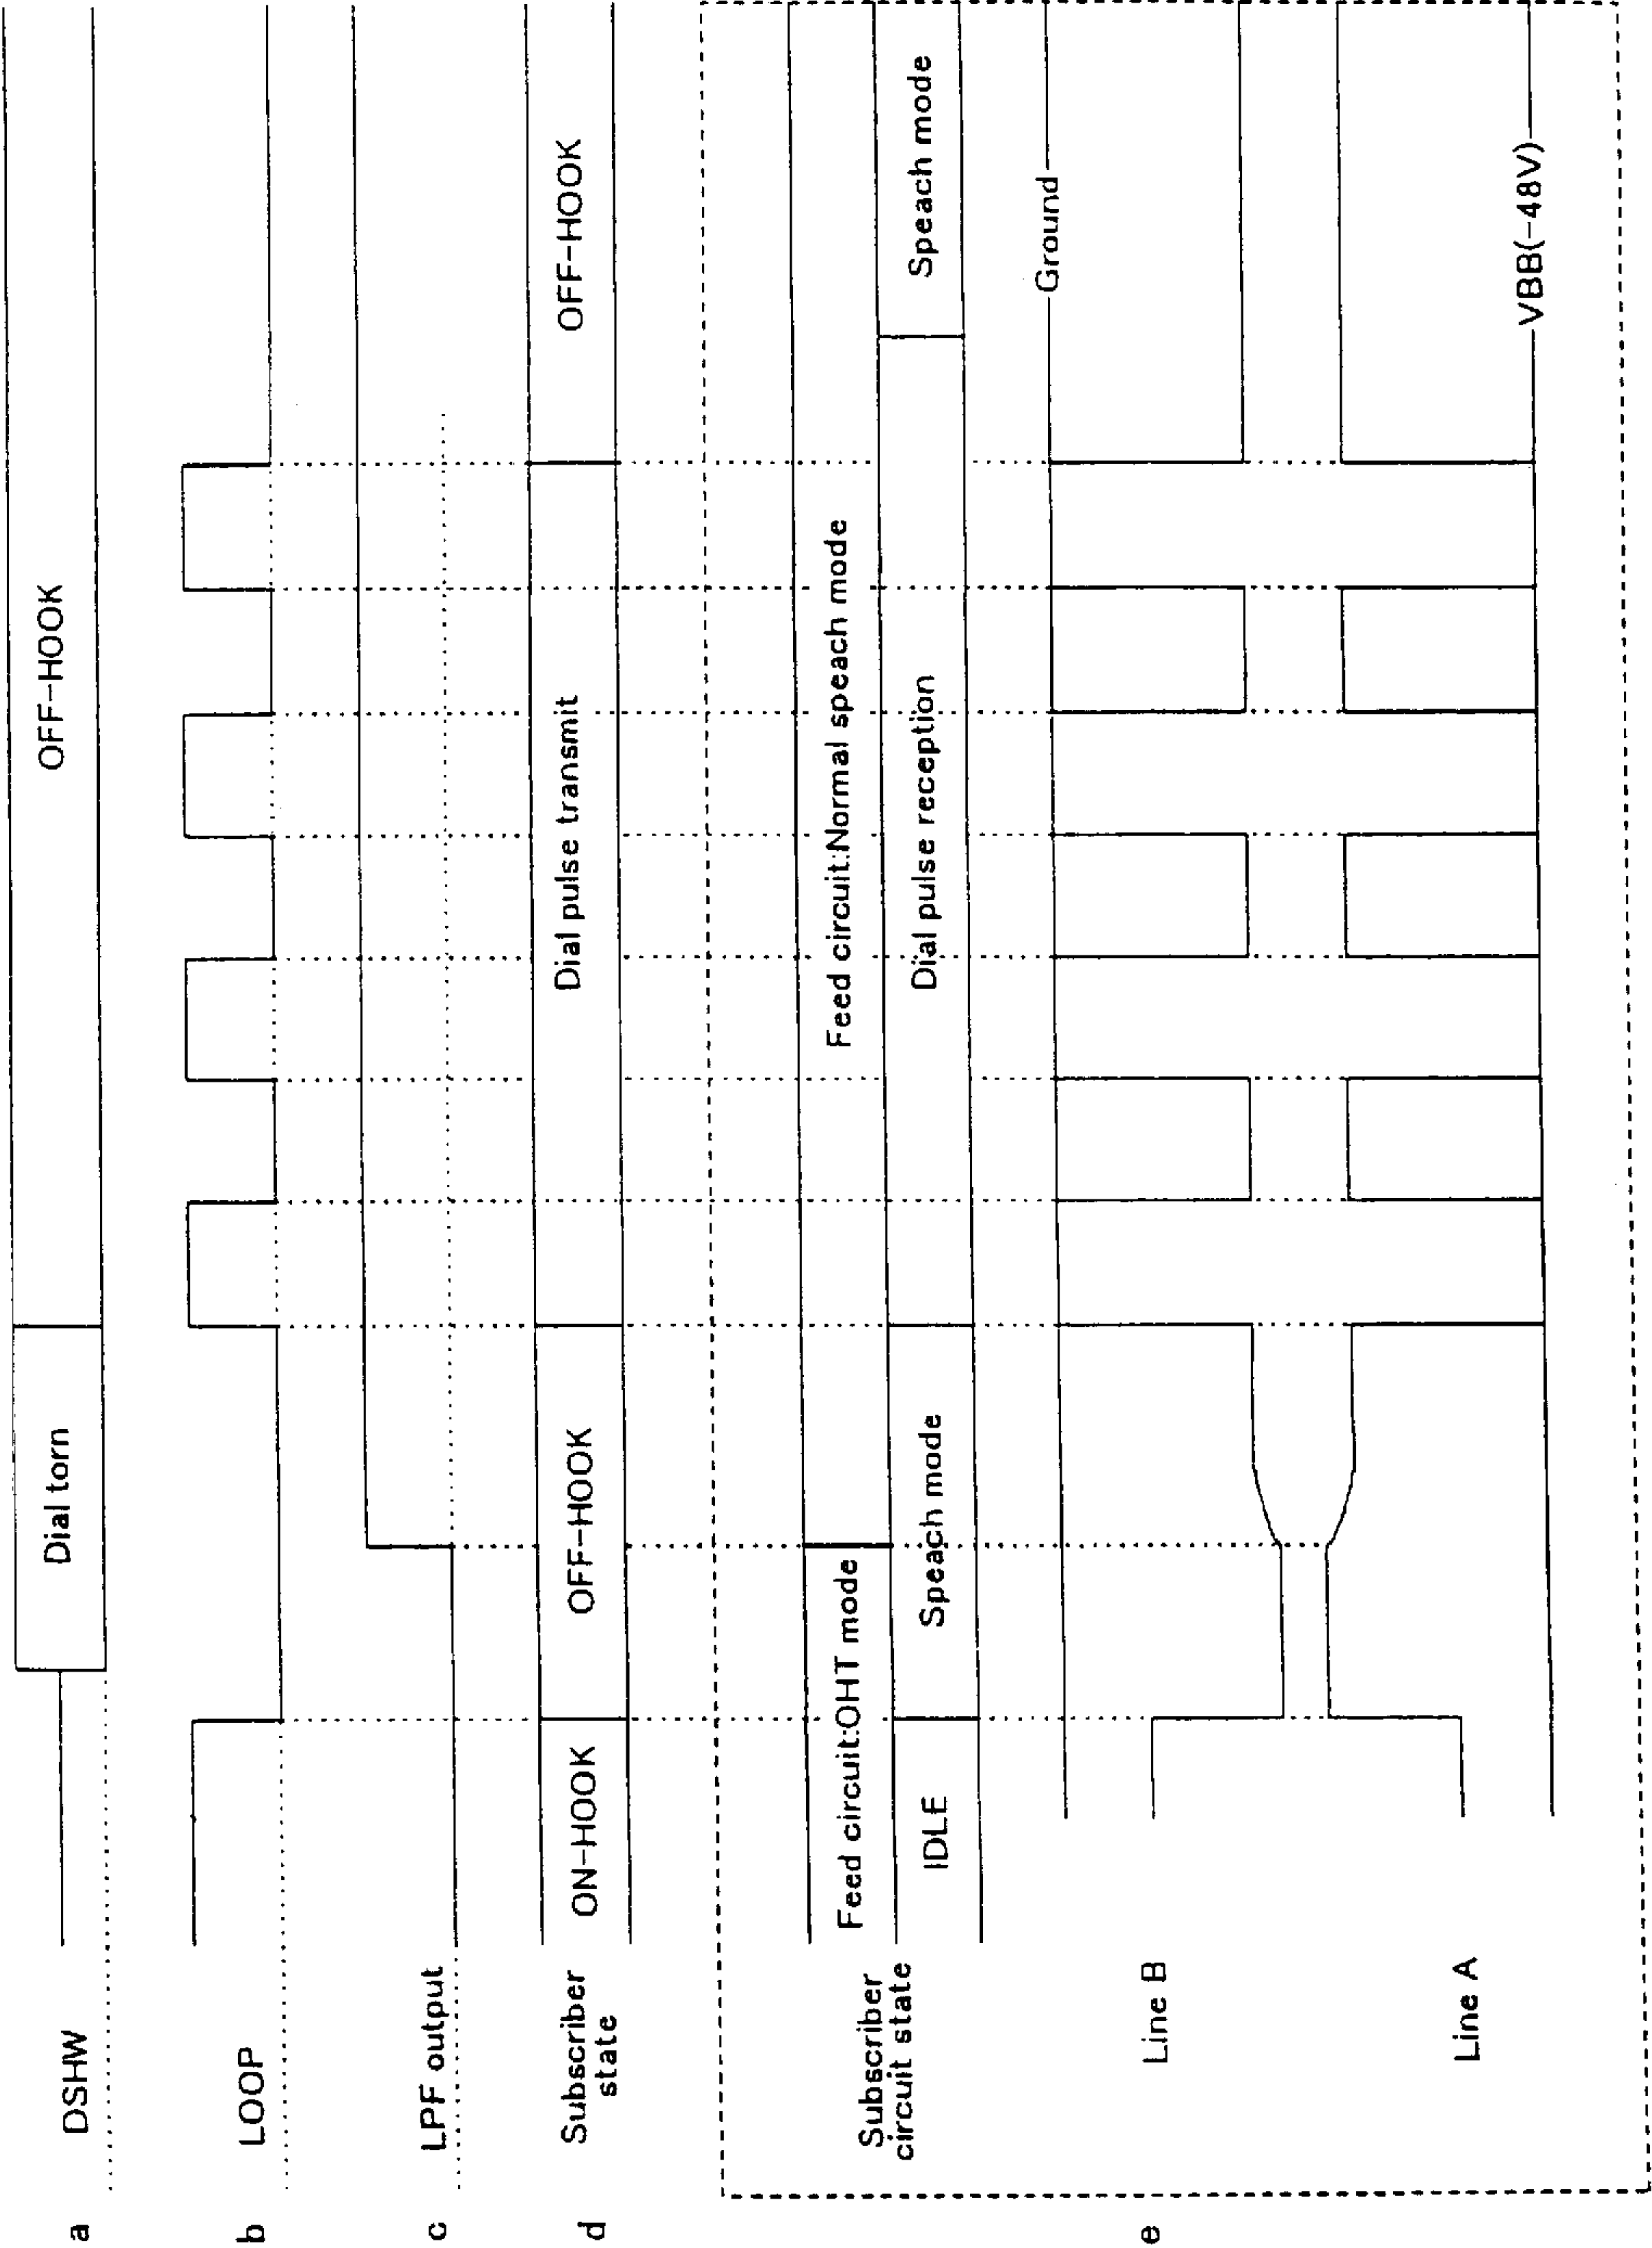 a
DSHW
Dial torn
OFF-HOOK
b
LOOP
c
LPF output
d
Subscriber
state
ON-HOOK
OFF-HOOK
Dial pulse transmit
OFF-HOOK
e
Subscriber
circuit state
Feed circuit:OHT mode
Feed circuit:Normal speach mode
IDLE
Speach mode
Dial pulse reception
Speach mode
Ground
Line B
Line A
VBB(-48V)